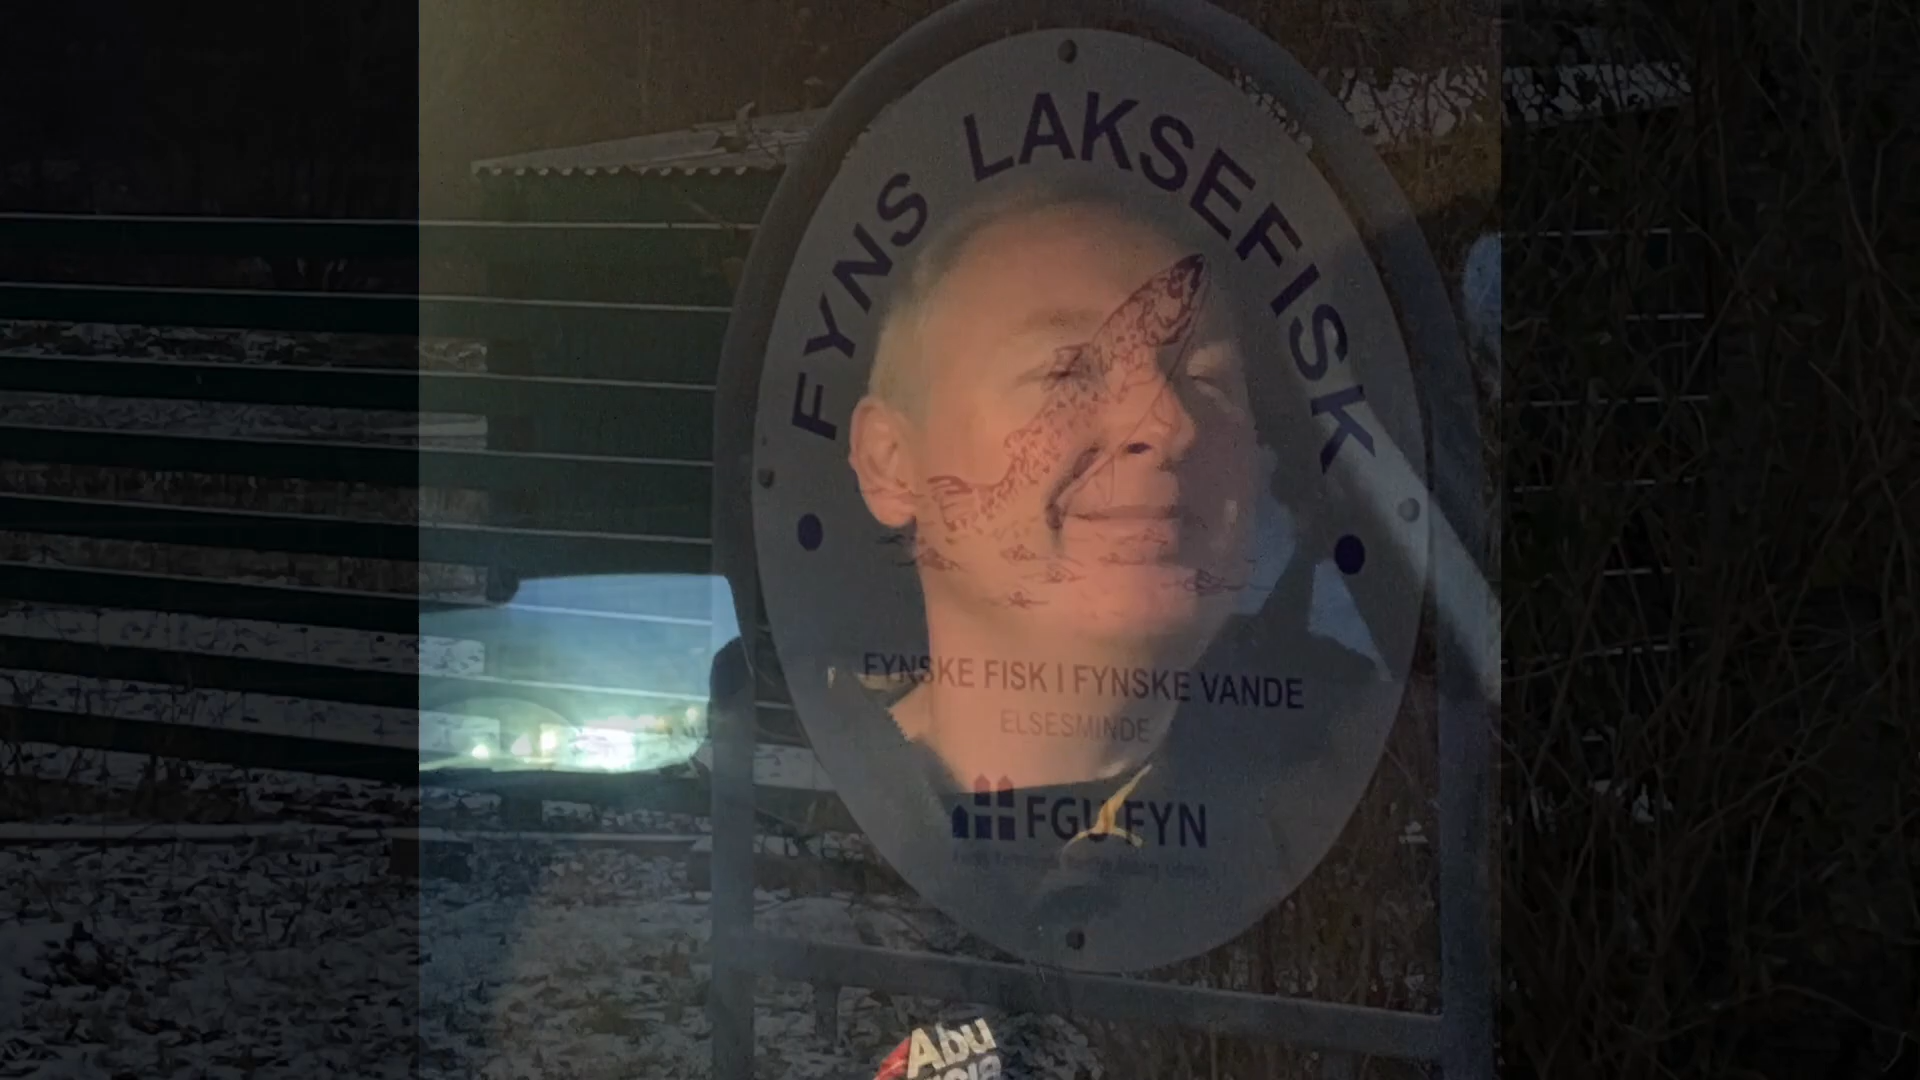 FYNS LAKSEFISK
FYNSKE FISK I FYNSKE VANDE
ELSESMINDE
FGU FYN
Abu